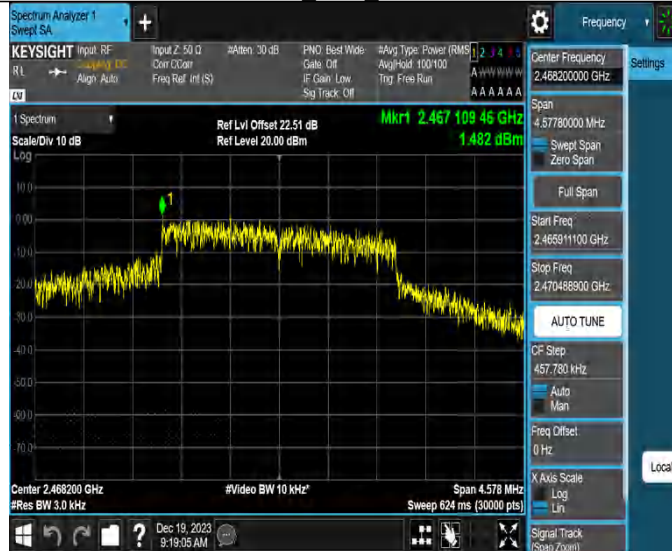 Spectrum Analyzer 1
Swept SA
+
Frequency
KEYSIGHT
Input: RF
Coupling: DC
Align: Auto
Input Z: 50 Ω
Corr CCorr
Freq Ref: Int (S)
#Atten: 30 dB
PNO: Best Wide
Gate: Off
IF Gain: Low
Sig Track: Off
#Avg Type: Power (RMS
Avg|Hold: 100/100
Trig: Free Run
1 2 3 4 5 6
A W W W W W
A A A A A A
RL
1 Spectrum
Scale/Div 10 dB
Log
Ref Lvl Offset 22.51 dB
Ref Level 20.00 dBm
Mkr1 2.467 109 46 GHz
1.482 dBm
1
10.0
0.00
-10.0
-20.0
-30.0
-40.0
-50.0
-60.0
-70.0
Center 2.468200 GHz
#Res BW 3.0 kHz
#Video BW 10 kHz*
Span 4.578 MHz
Sweep 624 ms (30000 pts)
Dec 19, 2023
9:19:05 AM
?
Center Frequency
2.468200000 GHz
Span
4.57780000 MHz
Swept Span
Zero Span
Full Span
Start Freq
2.465911100 GHz
Stop Freq
2.470488900 GHz
AUTO TUNE
CF Step
457.780 kHz
Auto
Man
Freq Offset
0 Hz
X Axis Scale
Log
Lin
Signal Track
(Span Zoom)
Settings
Local